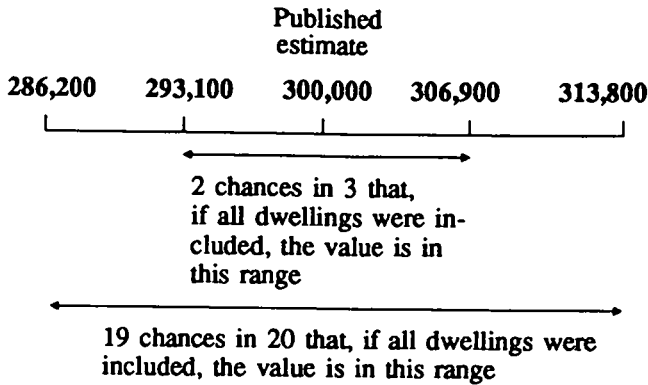 Published
estimate
286,200 293,100 300,000 306,900 313,800
2 chances in 3 that,
if all dwellings were in-
cluded, the value is in
this range
19 chances in 20 that, if all dwellings were
included, the value is in this range